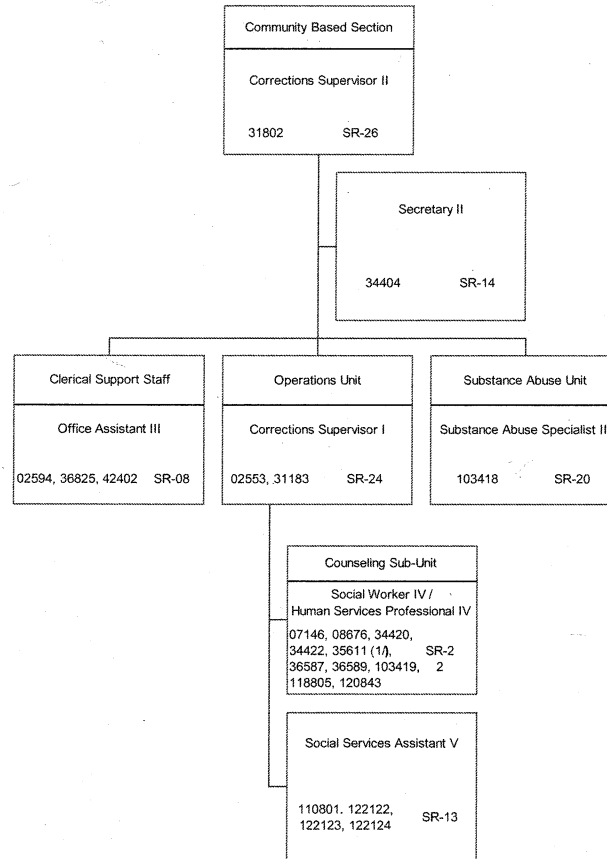 Community Based Section
Corrections Supervisor II
31802 SR-26
Secretary II
34404 SR-14
Clerical Support Staff
Office Assistant III
02594, 36825, 42402 SR-08
Operations Unit
Corrections Supervisor I
02553, 31183 SR-24
Substance Abuse Unit
Substance Abuse Specialist II
103418 SR-20
Counseling Sub-Unit
Social Worker IV /
Human Services Professional IV
07146, 08676, 34420,
34422, 35611 (1/), SR-2
36587, 36589, 103419, 2
118805, 120843
Social Services Assistant V
110801. 122122,
122123, 122124 SR-13